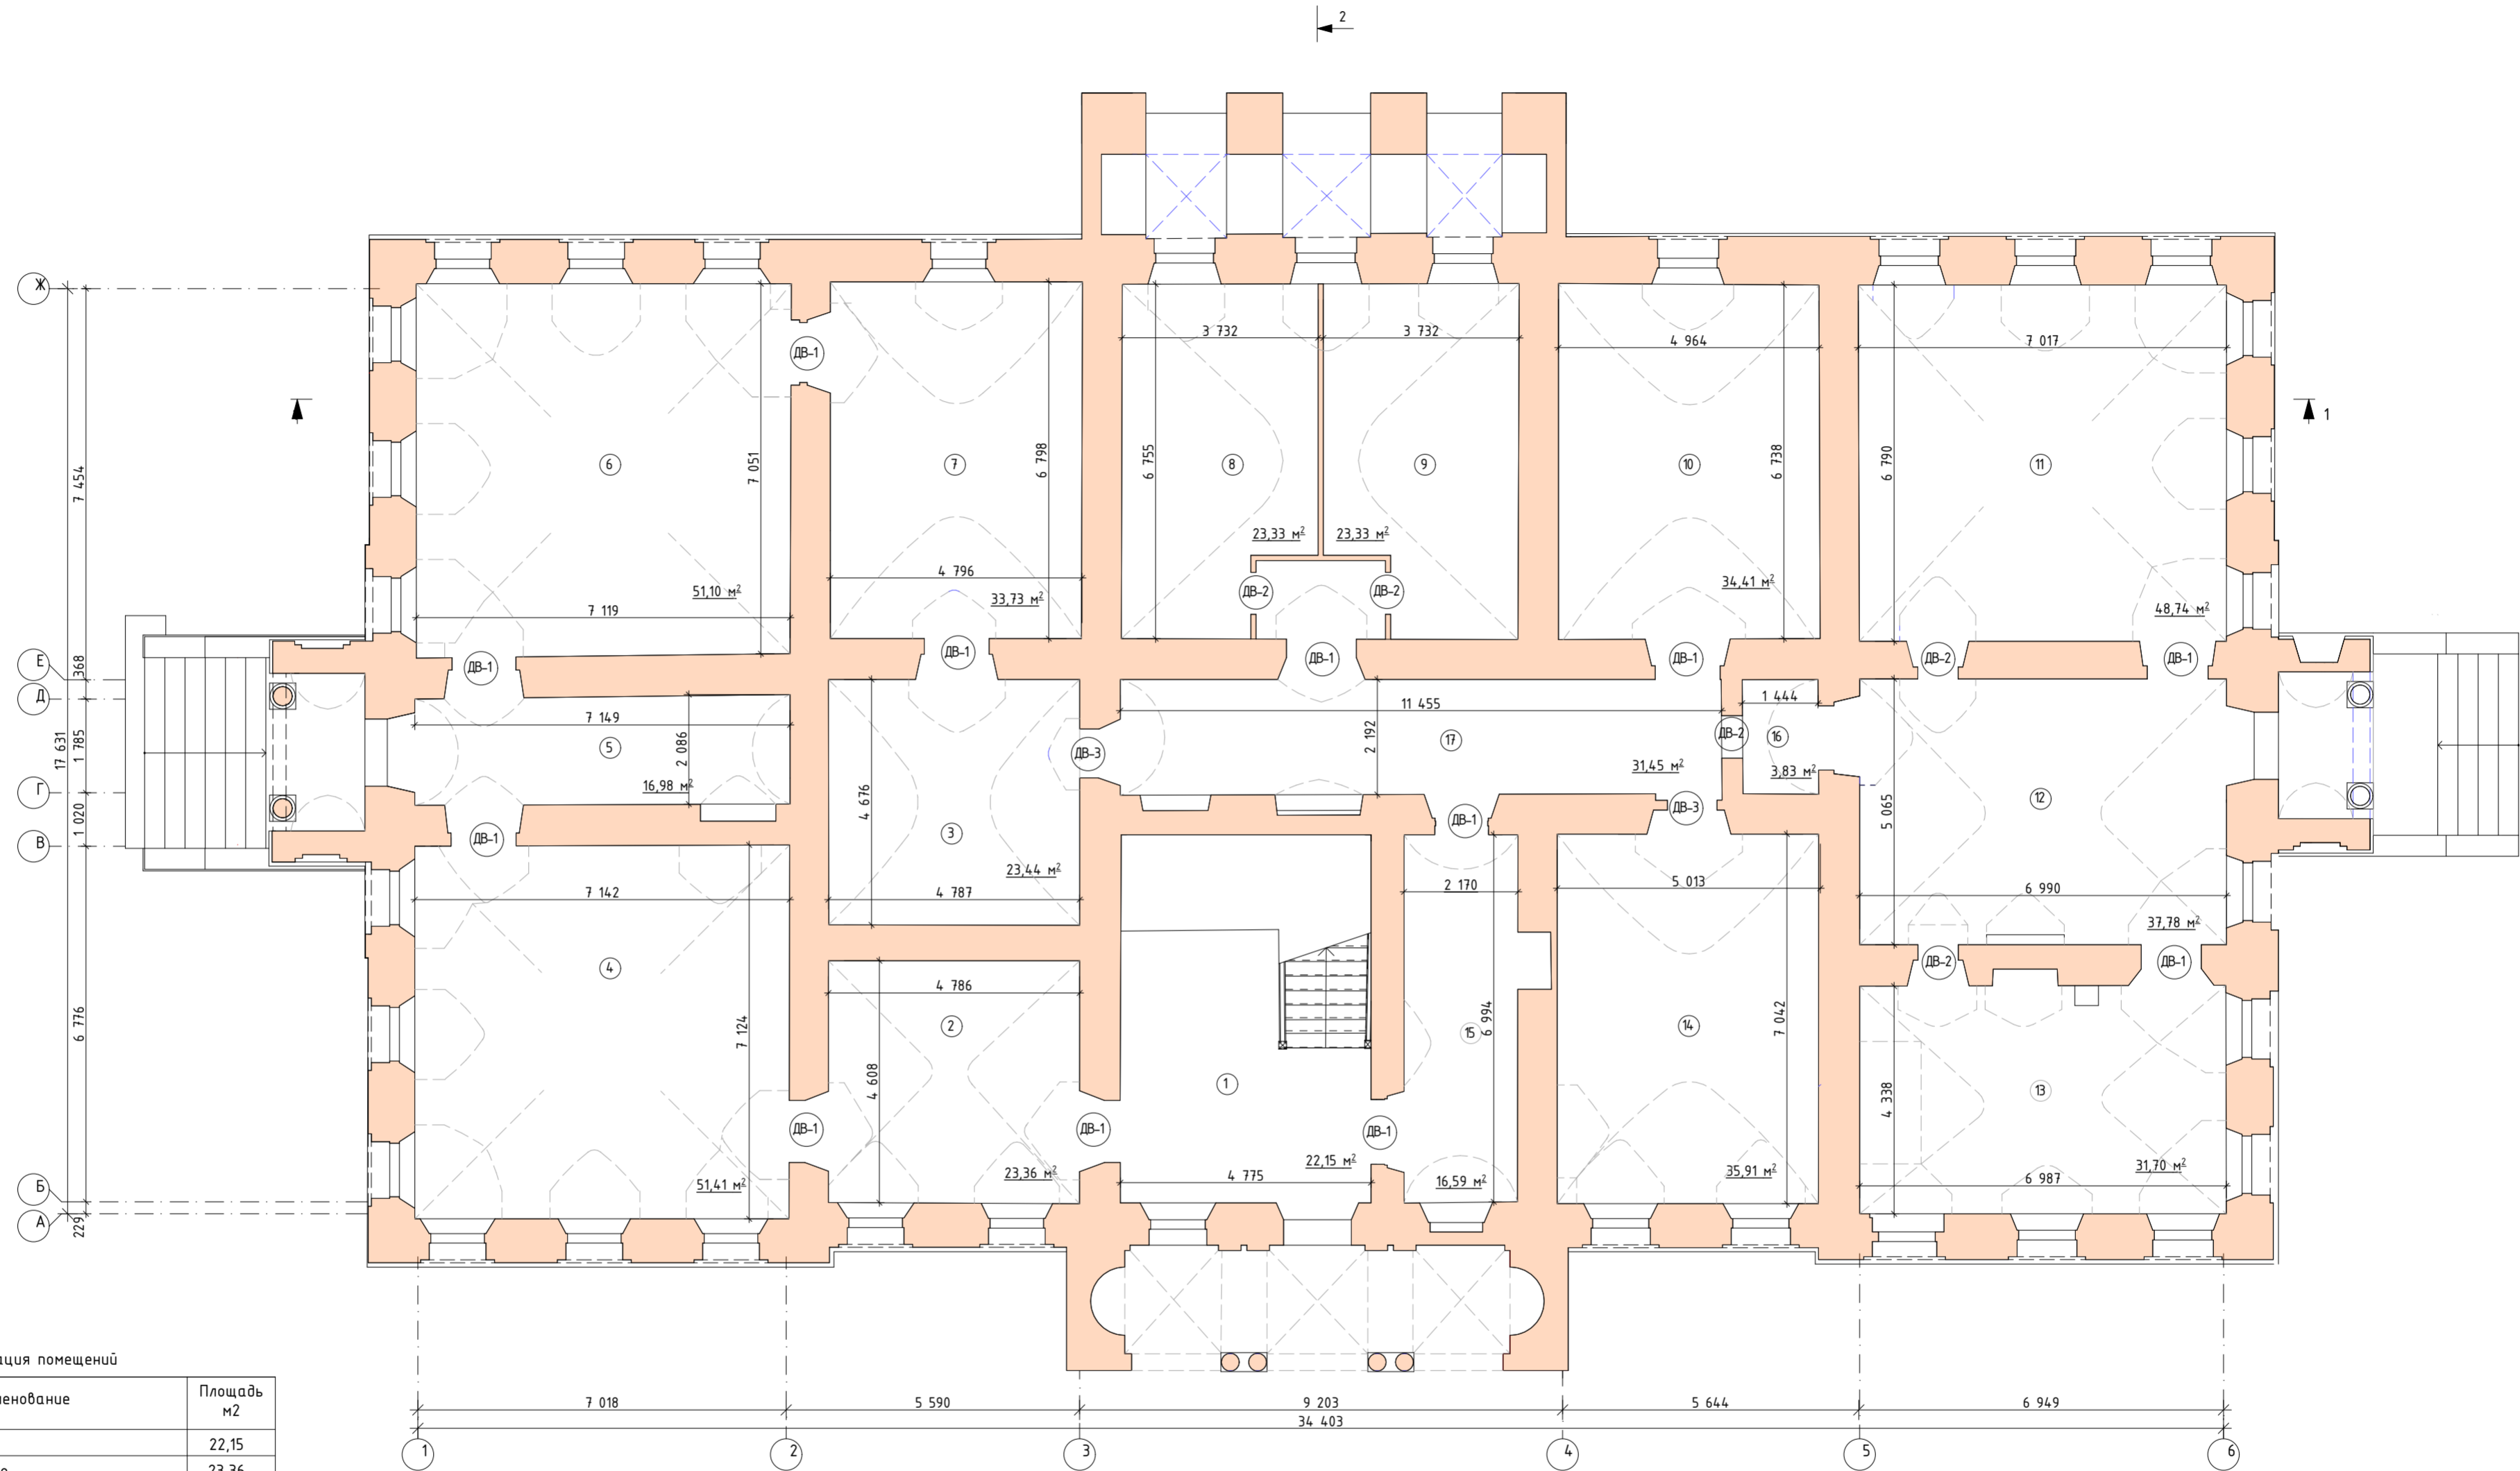 2
Ж
1
3 732
3 732
4 964
7 017
ДВ-1
6
7 051
7
6 798
6 755
8
9
10
6 738
6 790
11
7 454
23,33 м²
23,33 м²
4 796
33,73 м²
34,41 м²
51,10 м²
7 119
48,74 м²
ДВ-2
ДВ-2
Е
368
Д
ДВ-1
ДВ-1
ДВ-1
ДВ-1
ДВ-2
ДВ-1
7 149
5
2 086
16,98 м²
11 455
2 192
17
31,45 м²
1 444
ДВ-2
16
3,83 м²
17 631
1 785
ДВ-3
Г
1 020
В
ДВ-1
4 676
3
23,44 м²
4 787
ДВ-1
ДВ-3
5 065
12
6 990
37,78 м²
7 142
2 170
5 013
4
7 124
51,41 м²
4 786
2
4 608
23,36 м²
ДВ-1
ДВ-1
1
22,15 м²
4 775
ДВ-1
15
6 994
16,59 м²
14
7 042
35,91 м²
ДВ-2
ДВ-1
13
4 338
31,70 м²
6 987
6 776
Б
А
229
ация помещений
енование
Площадь
м2
22,15
23,36
7 018
5 590
9 203
5 644
6 949
34 403
1
2
3
4
5
6